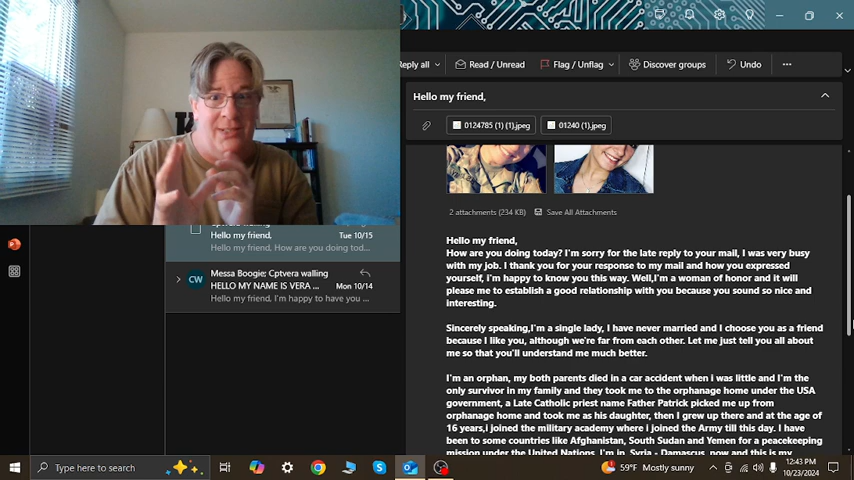 Reply all
Read / Unread
Flag / Unflag
Discover groups
Undo
Hello my friend,
0124785 (1) (1).jpeg
01240 (1).jpeg
2 attachments (234 KB)
Save All Attachments
Hello my friend,
Tue 10/15
Hello my friend, How are you doing tod...
CW
Messa Boogie; Cptvera walling
HELLO MY NAME IS VERA ...
Mon 10/14
Hello my friend, I'm happy to have you ...
Hello my friend,
How are you doing today? I'm sorry for the late reply to your mail, I was very busy
with my job. I thank you for your response to my mail and how you expressed
yourself, i'm happy to know you this way. Well,I'm a woman of honor and it will
please me to establish a good relationship with you because you sound so nice and
interesting.
Sincerely speaking,I'm a single lady, I have never married and I choose you as a friend
because I like you, although we're far from each other. Let me just tell you all about
me so that you'll understand me much better.
I'm an orphan, my both parents died in a car accident when i was little and I'm the
only survivor in my family and they took me to the orphanage home under the USA
government, a Late Catholic priest name Father Patrick picked me up from
orphanage home and took me as his daughter, then I grew up there and at the age of
16 years,i joined the military academy where i joined the Army till this day. I have
been to some countries like Afghanistan, South Sudan and Yemen for a peacekeeping
mission under the United Nations. I'm in Syria - Damascus, now and this is my
Type here to search
59°F Mostly sunny
12:43 PM
10/23/2024